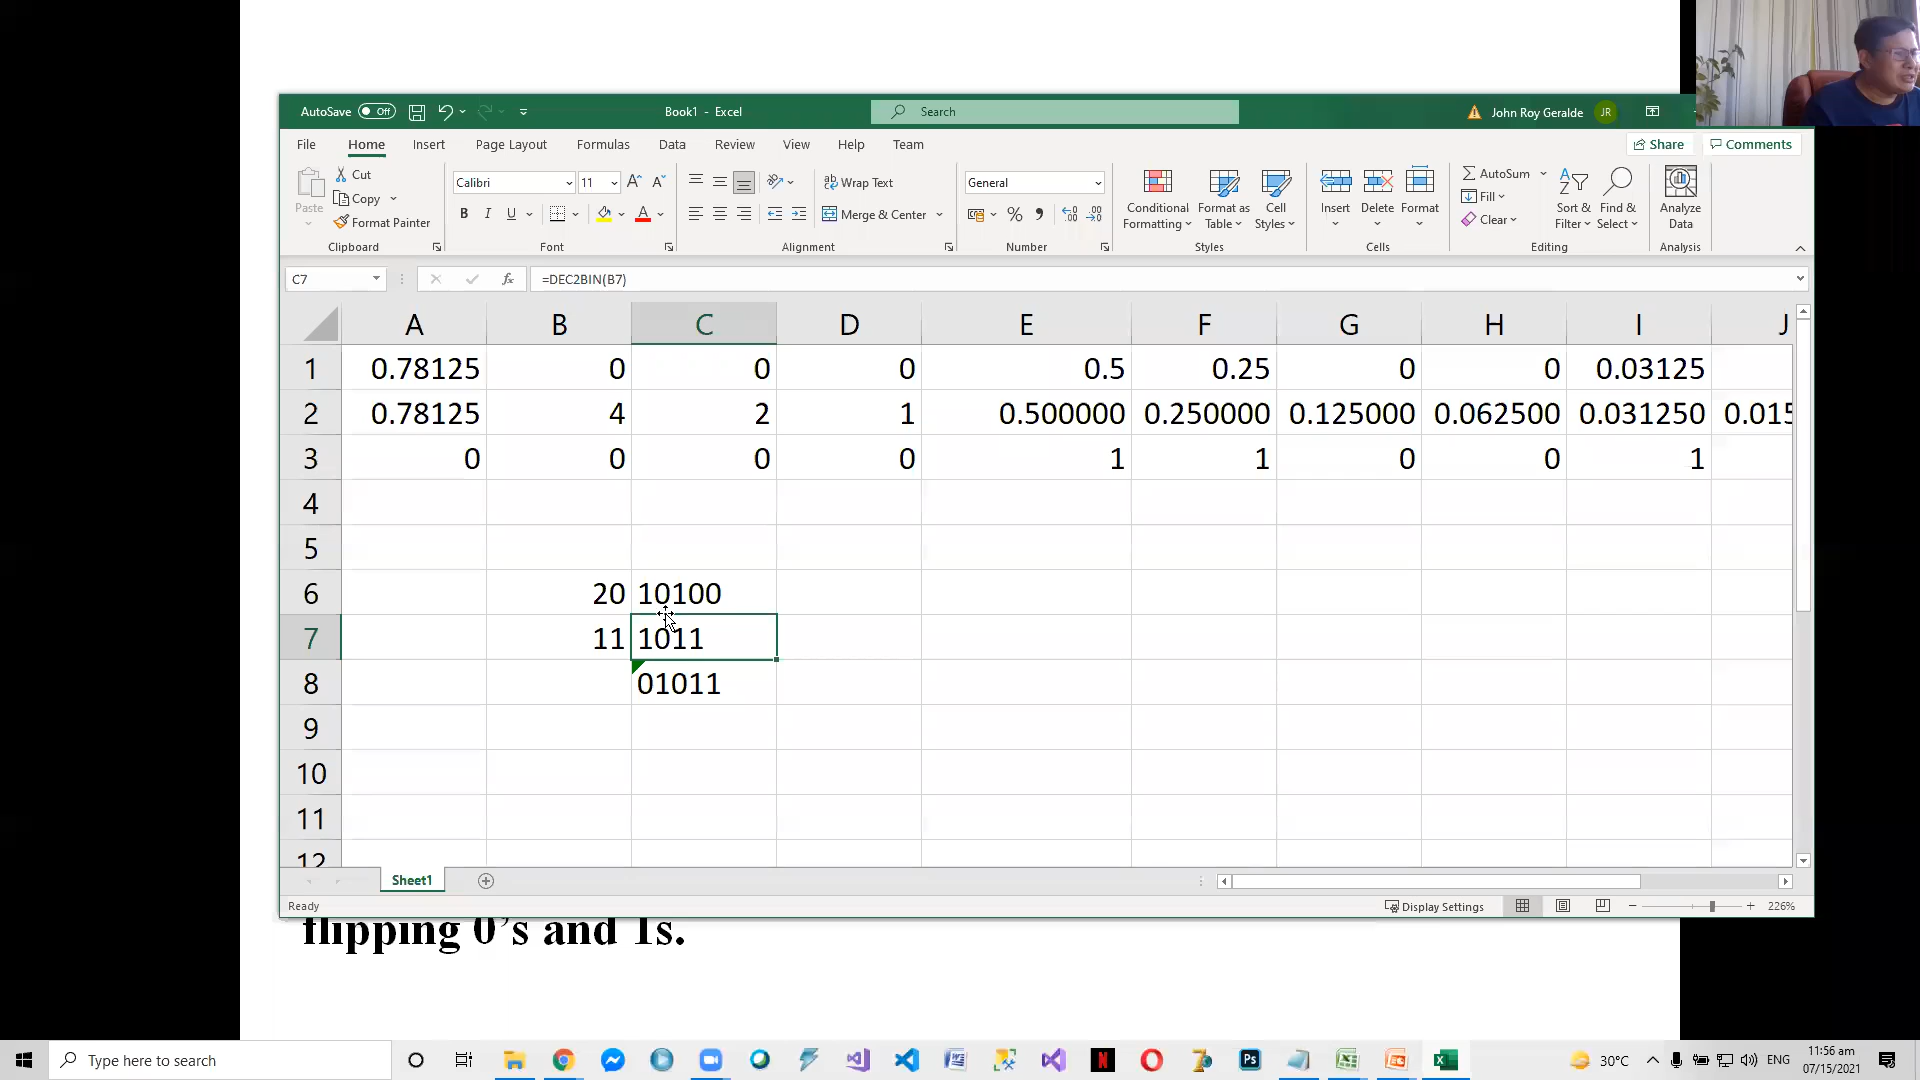 AutoSave Off
Book1 - Excel
Search
John Roy Geralde JR
File Home Insert Page Layout Formulas Data Review View Help Team
Share Comments
Paste
Cut
Copy
Format Painter
Clipboard
Calibri 11
B I U A
Font
Wrap Text
Merge & Center
Alignment
General
Number
Conditional Formatting
Format as Table
Cell Styles
Styles
Insert Delete Format
Cells
AutoSum
Fill
Clear
Sort & Filter
Find & Select
Editing
Analyze Data
Analysis
C7 fx =DEC2BIN(B7)
A B C D E F G H I J
1 0.78125 0 0 0 0.5 0.25 0 0 0.03125
2 0.78125 4 2 1 0.500000 0.250000 0.125000 0.062500 0.031250 0.015
3 0 0 0 0 1 1 0 0 1
4
5
6 20 10100
7 11 1011
8 01011
9
10
11
12
Sheet1
Ready
Display Settings
226%
flipping 0’s and 1s.
Type here to search
30°C
ENG
11:56 am
07/15/2021